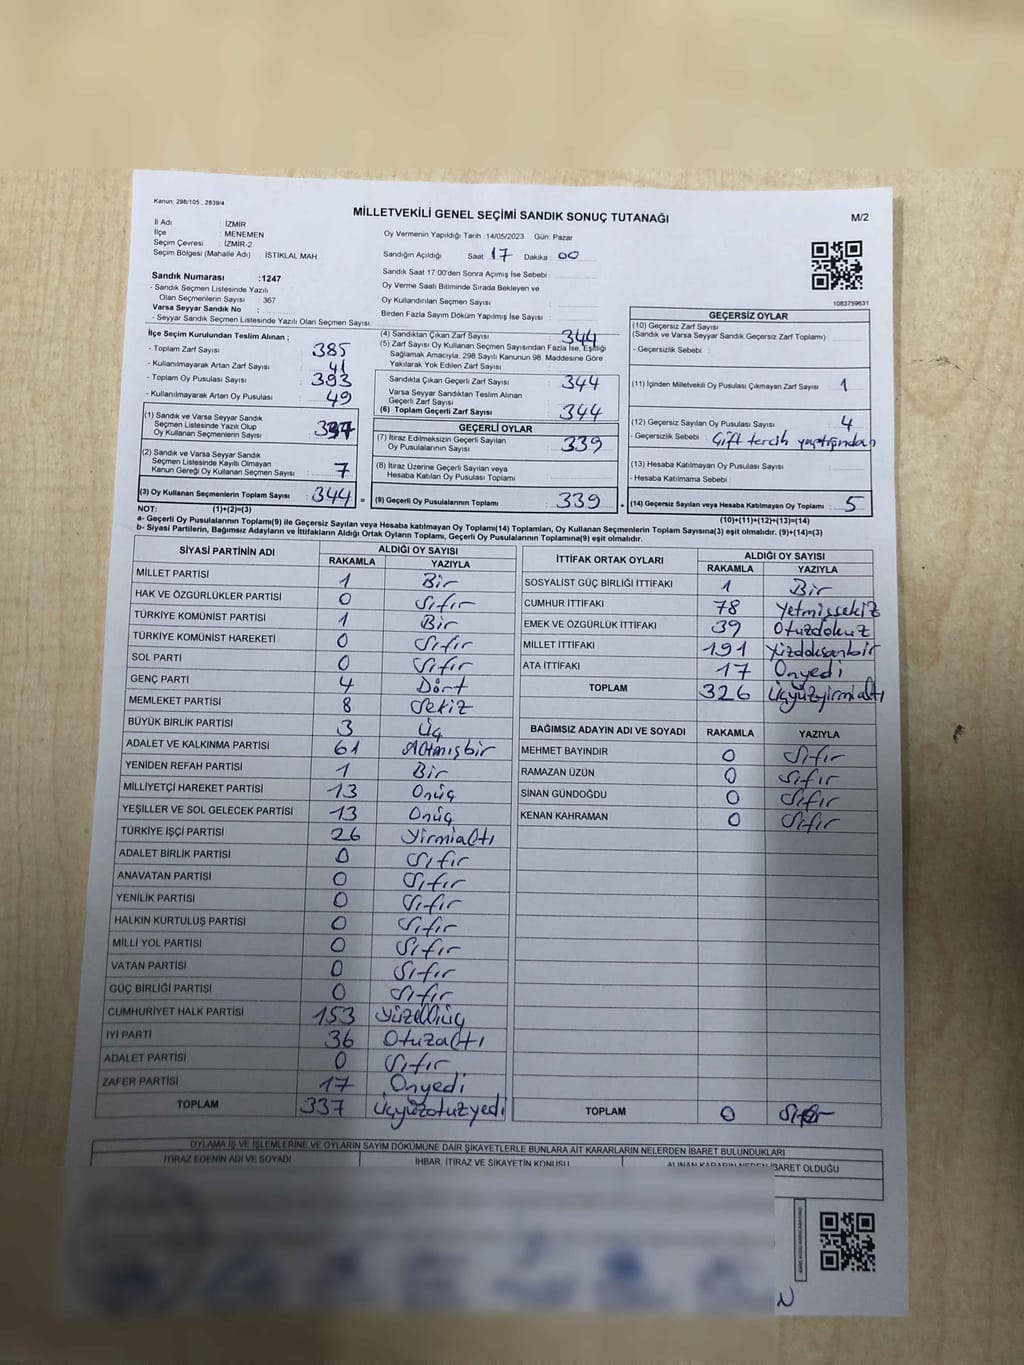 Kanun: 298/105 , 2839/4
MİLLETVEKİLİ GENEL SEÇİMİ SANDIK SONUÇ TUTANAĞI
M/2
İl Adı : İZMİR
İlçe : MENEMEN
Seçim Çevresi : İZMİR-2
Seçim Bölgesi (Mahalle Adı) İSTİKLAL MAH.
Oy Vermenin Yapıldığı Tarih :14/05/2023 Gün: Pazar
Sandığın Açıldığı Saat: 17 Dakika: 00
Sandık Saat 17.00'den Sonra Açımış İse Sebebi :
Oy Verme Saati Bitiminde Sırada Bekleyen ve
Oy Kullandırılan Seçmen Sayısı :
Birden Fazla Sayım Döküm Yapılmış İse Sayısı :
1083759631
Sandık Numarası :1247
- Sandık Seçmen Listesinde Yazılı
Olan Seçmenlerin Sayısı : 367
Varsa Seyyar Sandık No :
- Seyyar Sandık Seçmen Listesinde Yazılı Olan Seçmen Sayısı:
İlçe Seçim Kurulundan Teslim Alınan ;
- Toplam Zarf Sayısı : 385
- Kullanılmayarak Artan Zarf Sayısı : 41
- Toplam Oy Pusulası Sayısı : 393
- Kullanılmayarak Artan Oy Pusulası : 49
(1) Sandık ve Varsa Seyyar Sandık
Seçmen Listesinde Yazılı Olup
Oy Kullanan Seçmenlerin Sayısı :
(2) Sandık ve Varsa Seyyar Sandık
Seçmen Listesinde Kayıtlı Olmayan
Kanun Gereği Oy Kullanan Seçmen Sayısı : 7
(3) Oy Kullanan Seçmenlerin Toplam Sayısı : 344
(4) Sandıktan Çıkan Zarf Sayısı : 344
(5) Zarf Sayısı Oy Kullanan Seçmen Sayısından Fazla İse, Eşitliği
Sağlamak Amacıyla, 298 Sayılı Kanunun 98. Maddesine Göre
Yakılarak Yok Edilen Zarf Sayısı :
Sandıkta Çıkan Geçerli Zarf Sayısı : 344
Varsa Seyyar Sandıktan Teslim Alınan
Geçerli Zarf Sayısı :
(6) Toplam Geçerli Zarf Sayısı : 344
GEÇERLİ OYLAR
(7) İtiraz Edilmeksizin Geçerli Sayılan
Oy Pusulalarının Sayısı : 339
(8) İtiraz Üzerine Geçerli Sayılan veya
Hesaba Katılan Oy Pusulaları Toplamı :
= (9) Geçerli Oy Pusulalarının Toplamı : 339
GEÇERSİZ OYLAR
(10) Geçersiz Zarf Sayısı
(Sandık ve Varsa Seyyar Sandık Geçersiz Zarf Toplamı) :
- Geçersizlik Sebebi :
(11) İçinden Milletvekili Oy Pusulası Çıkmayan Zarf Sayısı : 1
(12) Geçersiz Sayılan Oy Pusulası Sayısı : 4
- Geçersizlik Sebebi : Çift tercih yaptığından
(13) Hesaba Katılmayan Oy Pusulası Sayısı :
- Hesaba Katılmama Sebebi :
+ (14) Geçersiz Sayılan veya Hesaba Katılmayan Oy Toplamı : 5
NOT: (1)+(2)=(3)
(10)+(11)+(12)+(13)=(14)
a- Geçerli Oy Pusulalarının Toplamı(9) ile Geçersiz Sayılan veya Hesaba katılmayan Oy Toplamı(14) Toplamları, Oy Kullanan Seçmenlerin Toplam Sayısına(3) eşit olmalıdır. (9)+(14)=(3)
b- Siyasi Partilerin, Bağımsız Adayların ve İttifakların Aldığı Ortak Oyların Toplamı, Geçerli Oy Pusulalarının Toplamına(9) eşit olmalıdır.
SİYASİ PARTİNİN ADI ALDIĞI OY SAYISI
RAKAMLA YAZIYLA
MİLLET PARTİSİ 1 Bir
HAK VE ÖZGÜRLÜKLER PARTİSİ 0 Sıfır
TÜRKİYE KOMÜNİST PARTİSİ 1 Bir
TÜRKİYE KOMÜNİST HAREKETİ 0 Sıfır
SOL PARTİ 0 Sıfır
GENÇ PARTİ 4 Dört
MEMLEKET PARTİSİ 8 Sekiz
BÜYÜK BİRLİK PARTİSİ 3 Üç
ADALET VE KALKINMA PARTİSİ 61 Altmışbir
YENİDEN REFAH PARTİSİ 1 Bir
MİLLİYETÇİ HAREKET PARTİSİ 13 Onüç
YEŞİLLER VE SOL GELECEK PARTİSİ 13 Onüç
TÜRKİYE İŞÇİ PARTİSİ 26 Yirmialtı
ADALET BİRLİK PARTİSİ 0 Sıfır
ANAVATAN PARTİSİ 0 Sıfır
YENİLİK PARTİSİ 0 Sıfır
HALKIN KURTULUŞ PARTİSİ 0 Sıfır
MİLLİ YOL PARTİSİ 0 Sıfır
VATAN PARTİSİ 0 Sıfır
GÜÇ BİRLİĞİ PARTİSİ 0 Sıfır
CUMHURİYET HALK PARTİSİ 153 Yüzelliüç
İYİ PARTİ 36 Otuzaltı
ADALET PARTİSİ 0 Sıfır
ZAFER PARTİSİ 17 Onyedi
TOPLAM 337 Üçyüzotuzyedi
İTTİFAK ORTAK OYLARI ALDIĞI OY SAYISI
RAKAMLA YAZIYLA
SOSYALİST GÜÇ BİRLİĞİ İTTİFAKI 1 Bir
CUMHUR İTTİFAKI 78 Yetmişsekiz
EMEK VE ÖZGÜRLÜK İTTİFAKI 39 Otuzdokuz
MİLLET İTTİFAKI 191 Yüzdoksanbir
ATA İTTİFAKI 17 Onyedi
TOPLAM 326 Üçyüzyirmialtı
BAĞIMSIZ ADAYIN ADI VE SOYADI RAKAMLA YAZIYLA
MEHMET BAYINDIR 0 Sıfır
RAMAZAN ÜZÜN 0 Sıfır
SİNAN GÜNDOĞDU 0 Sıfır
KENAN KAHRAMAN 0 Sıfır
TOPLAM 0 Sıfır
OYLAMA İŞ VE İŞLEMLERİNE VE OYLARIN SAYIM DÖKÜMÜNE DAİR ŞİKAYETLERLE BUNLARA AİT KARARLARIN NELERDEN İBARET BULUNDUKLARI
İTİRAZ EDENİN ADI VE SOYADI İHBAR, İTİRAZ VE ŞİKAYETİN KONUSU ALINAN KARARIN NEDEN İBARET OLDUĞU
N